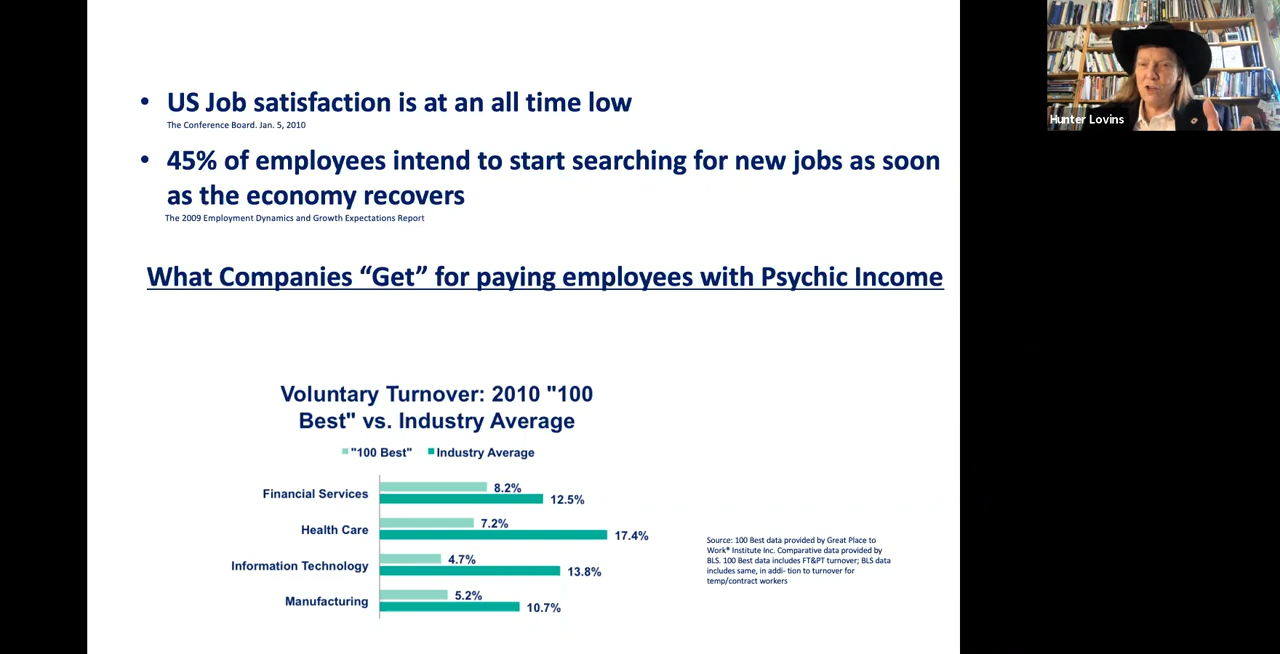 • US Job satisfaction is at an all time low
The Conference Board. Jan. 5, 2010
• 45% of employees intend to start searching for new jobs as soon
as the economy recovers
The 2009 Employment Dynamics and Growth Expectations Report
What Companies “Get” for paying employees with Psychic Income
Voluntary Turnover: 2010 "100
Best" vs. Industry Average
"100 Best" Industry Average
Financial Services 8.2% 12.5%
Health Care 7.2% 17.4%
Information Technology 4.7% 13.8%
Manufacturing 5.2% 10.7%
Source: 100 Best data provided by Great Place to
Work® Institute Inc. Comparative data provided by
BLS. 100 Best data includes FT&PT turnover; BLS data
includes same, in addi- tion to turnover for
temp/contract workers
Hunter Lovins